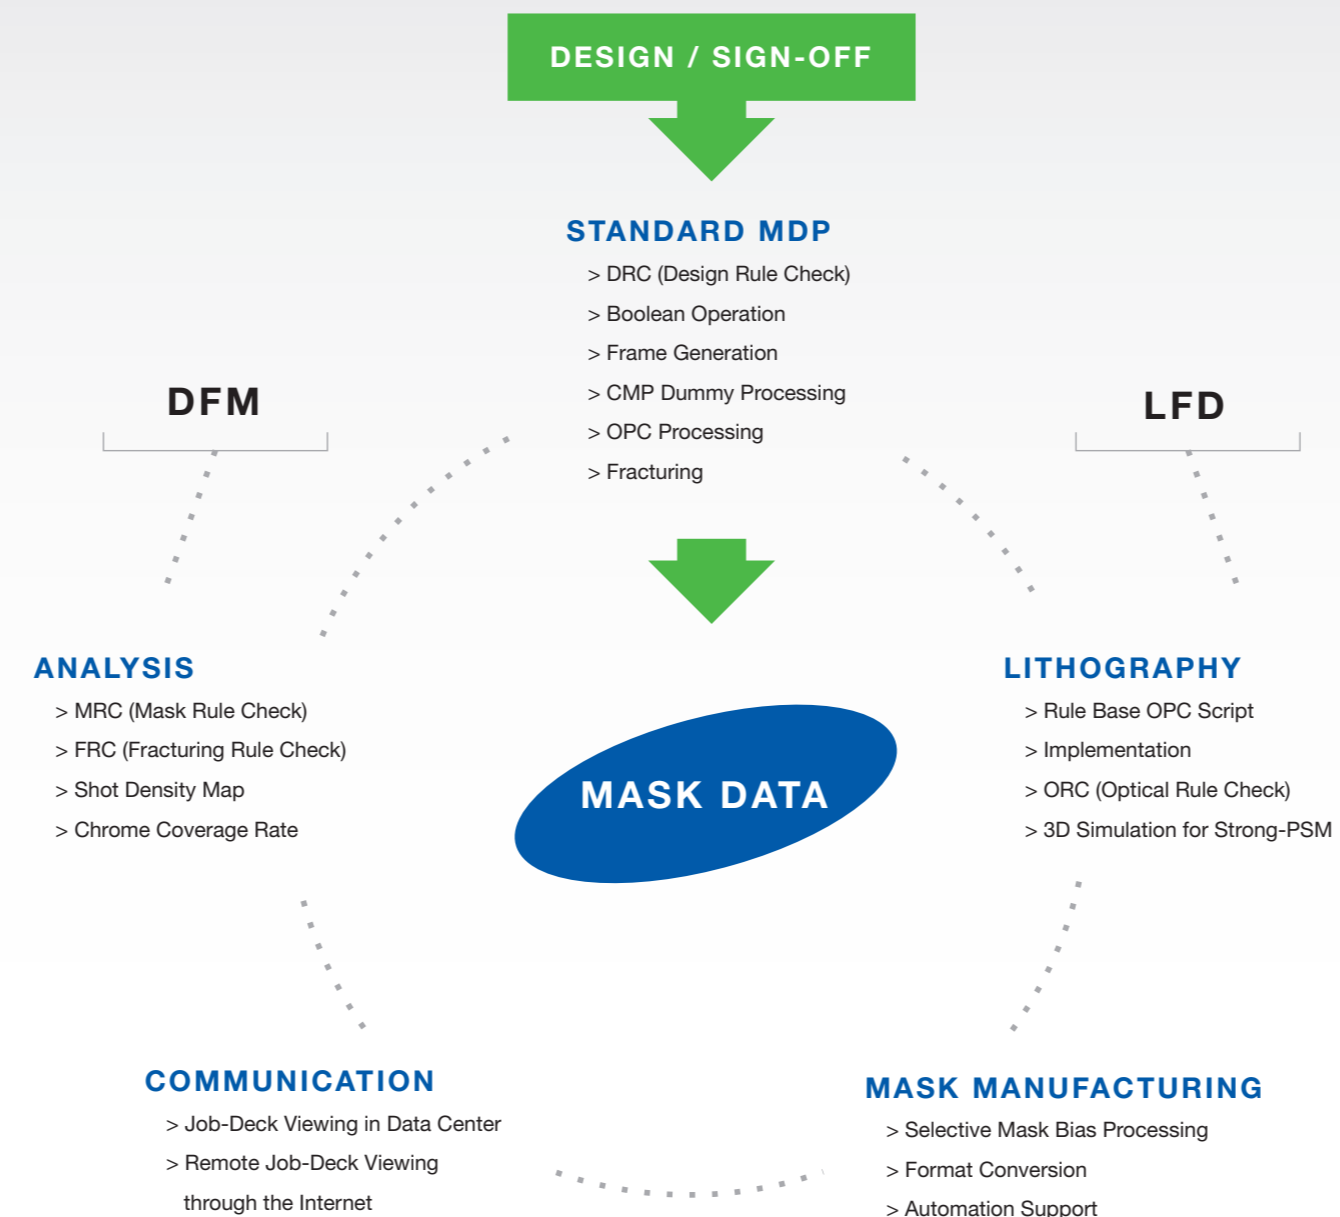 DESIGN / SIGN-OFF
STANDARD MDP
> DRC (Design Rule Check)
> Boolean Operation
> Frame Generation
> CMP Dummy Processing
> OPC Processing
> Fracturing
DFM
LFD
ANALYSIS
> MRC (Mask Rule Check)
> FRC (Fracturing Rule Check)
> Shot Density Map
> Chrome Coverage Rate
MASK DATA
LITHOGRAPHY
> Rule Base OPC Script
> Implementation
> ORC (Optical Rule Check)
> 3D Simulation for Strong-PSM
COMMUNICATION
> Job-Deck Viewing in Data Center
> Remote Job-Deck Viewing
through the Internet
MASK MANUFACTURING
> Selective Mask Bias Processing
> Format Conversion
> Automation Support